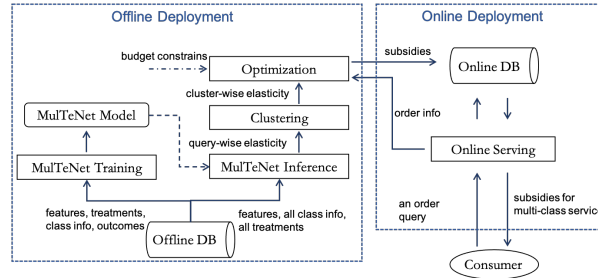 Offline Deployment
Online Deployment
budget constrains
subsidies
Optimization
Online DB
cluster-wise elasticity
order info
MulTeNet Model
Clustering
query-wise elasticity
Online Serving
MulTeNet Training
MulTeNet Inference
features, treatments,
class info, outcomes
features, all class info,
all treatments
an order
query
subsidies for
multi-class service
Offline DB
Consumer